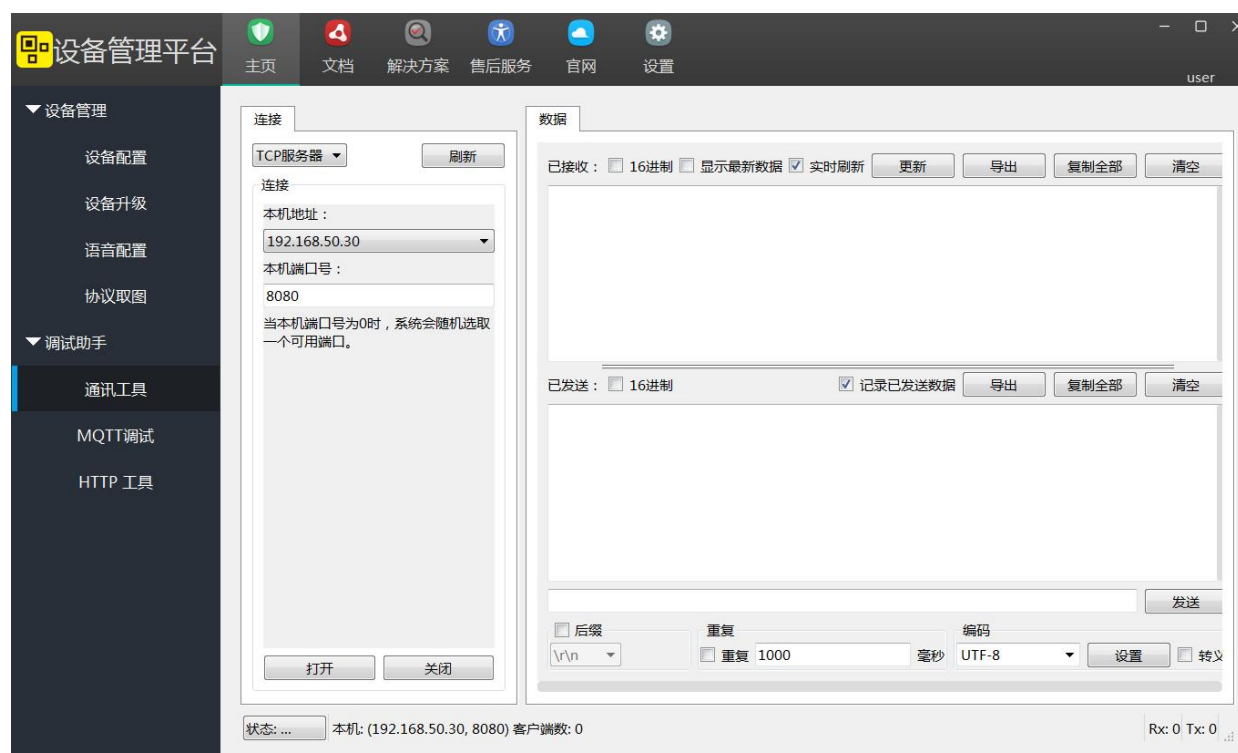 设备管理平台
主页 文档 解决方案 售后服务 官网 设置
user
设备管理
设备配置
设备升级
语音配置
协议取图
调试助手
通讯工具
MQTT调试
HTTP 工具
连接
TCP服务器 刷新
连接
本机地址：
192.168.50.30
本机端口号：
8080
当本机端口号为0时，系统会随机选取
一个可用端口。
打开 关闭
数据
已接收： 16进制 显示最新数据 实时刷新 更新 导出 复制全部 清空
已发送： 16进制 记录已发送数据 导出 复制全部 清空
发送
后缀 重复 编码
\r\n 重复 1000 毫秒 UTF-8 设置 转义
状态: ... 本机: (192.168.50.30, 8080) 客户端数: 0 Rx: 0 Tx: 0